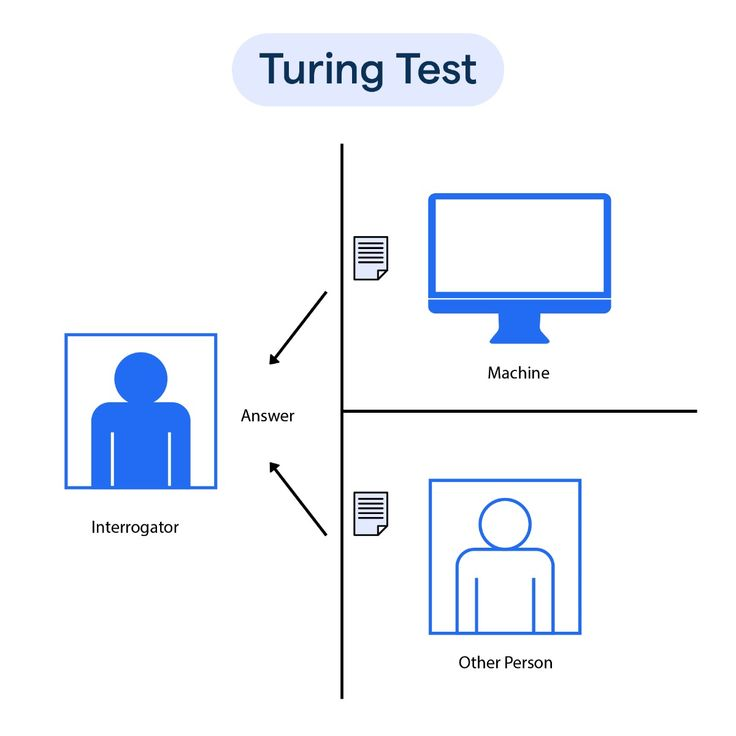 Turing Test
Machine
Answer
Interrogator
Other Person